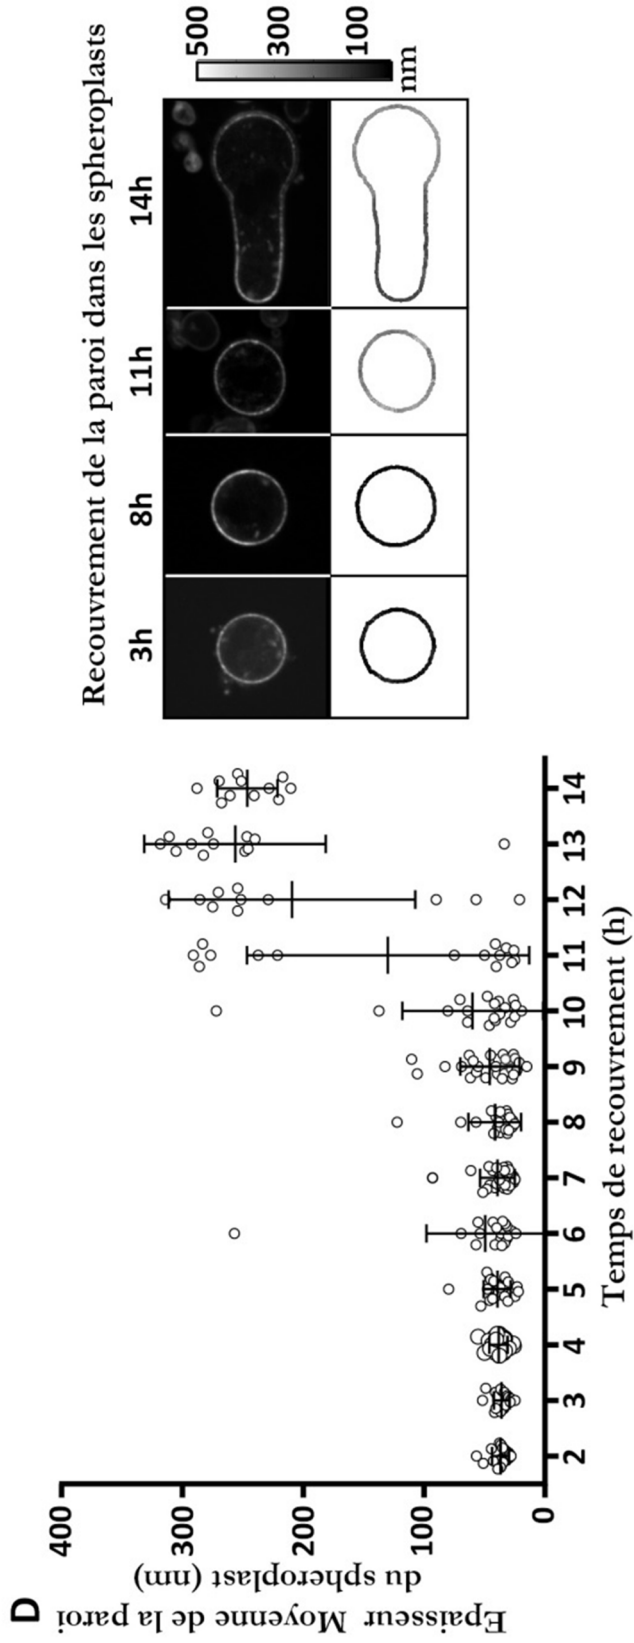 D
Epaisseur Moyenne de la paroi
du spheroplast (nm)
400
300
200
100
0
2 3 4 5 6 7 8 9 10 11 12 13 14
Temps de recouvrement (h)
Recouvrement de la paroi dans les spheroplasts
3h 8h 11h 14h
500
300
100
nm